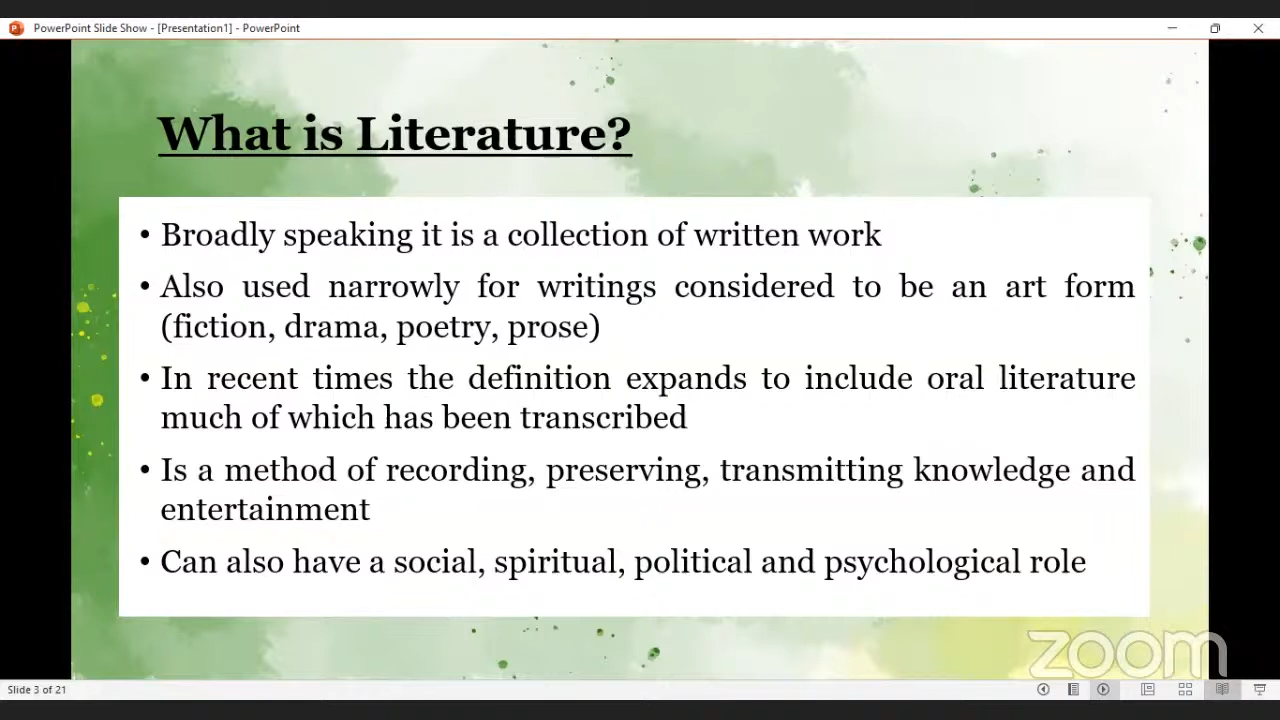 PowerPoint Slide Show - [Presentation1] - PowerPoint
What is Literature?
• Broadly speaking it is a collection of written work
• Also used narrowly for writings considered to be an art form
(fiction, drama, poetry, prose)
• In recent times the definition expands to include oral literature
much of which has been transcribed
• Is a method of recording, preserving, transmitting knowledge and
entertainment
• Can also have a social, spiritual, political and psychological role
zoom
Slide 3 of 21